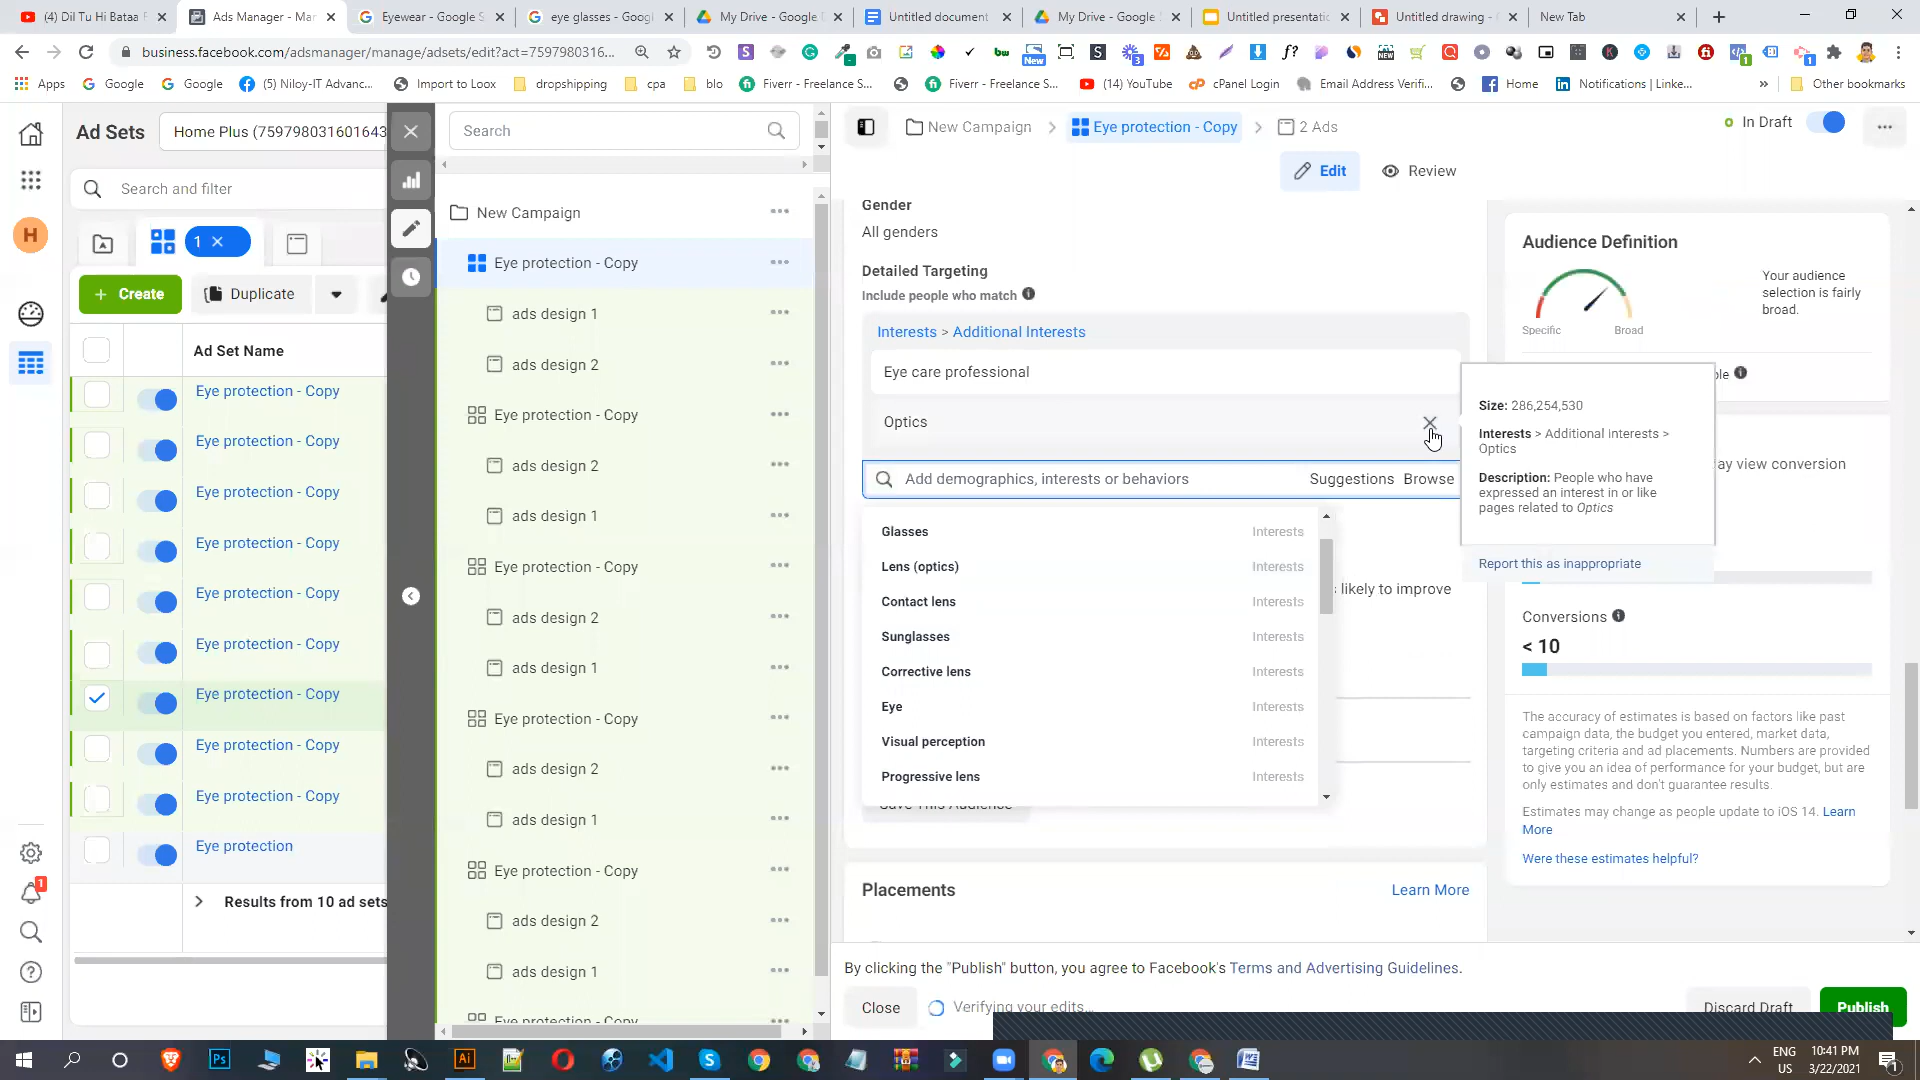 (4) Dil Tu Hi Bataa
Ads Manager - Mar
Eyewear - Google S
eye glasses - Googl
My Drive - Google D
Untitled document
My Drive - Google
Untitled presentatic
Untitled drawing -
New Tab
business.facebook.com/adsmanager/manage/adsets/edit?act=7597980316...
Apps
Google
Google
(5) Niloy-IT Advanc...
Import to Loox
dropshipping
cpa
blo
Fiverr - Freelance S...
Fiverr - Freelance S...
(14) YouTube
cPanel Login
Email Address Verifi...
Home
Notifications | Linke...
Other bookmarks
Ad Sets
Home Plus (759798031601643
Search and filter
1
Create
Duplicate
Ad Set Name
Eye protection - Copy
Eye protection - Copy
Eye protection - Copy
Eye protection - Copy
Eye protection - Copy
Eye protection - Copy
Eye protection - Copy
Eye protection - Copy
Eye protection - Copy
Eye protection
Results from 10 ad sets
H
1
Search
New Campaign
Eye protection - Copy
ads design 1
ads design 2
Eye protection - Copy
ads design 2
ads design 1
Eye protection - Copy
ads design 2
ads design 1
Eye protection - Copy
ads design 2
ads design 1
Eye protection - Copy
ads design 2
ads design 1
Eye protection - Copy
New Campaign > Eye protection - Copy > 2 Ads
In Draft
Edit
Review
Gender
All genders
Detailed Targeting
Include people who match
Interests > Additional Interests
Eye care professional
Optics
Add demographics, interests or behaviors
Suggestions
Browse
Glasses Interests
Lens (optics) Interests
Contact lens Interests
Sunglasses Interests
Corrective lens Interests
Eye Interests
Visual perception Interests
Progressive lens Interests
Save This Audience
likely to improve
Placements
Learn More
By clicking the "Publish" button, you agree to Facebook's Terms and Advertising Guidelines.
Close
Verifying your edits...
Discard Draft
Publish
Audience Definition
Specific
Broad
Your audience
selection is fairly
broad.
Size: 286,254,530
Interests > Additional Interests >
Optics
Description: People who have
expressed an interest in or like
pages related to Optics
Report this as inappropriate
ay view conversion
Conversions
< 10
The accuracy of estimates is based on factors like past
campaign data, the budget you entered, market data,
targeting criteria and ad placements. Numbers are provided
to give you an idea of performance for your budget, but are
only estimates and don't guarantee results.
Estimates may change as people update to iOS 14. Learn
More
Were these estimates helpful?
ENG
US
10:41 PM
3/22/2021